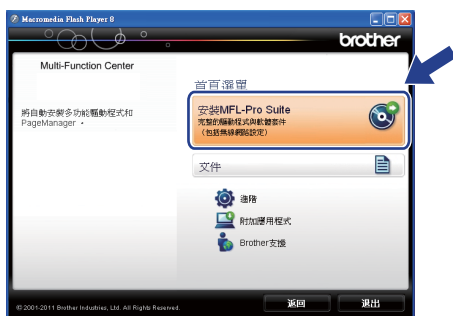 Macromedia Flash Player 8
brother
Multi-Function Center
將自動安裝多功能驅動程式和
PageManager。
首頁選單
安裝MFL-Pro Suite
完整的驅動程式與軟體套件
(包括無線網路設定)
文件
進階
附加應用程式
Brother支援
© 2001-2011 Brother Industries, Ltd. All Rights Reserved.
返回
退出